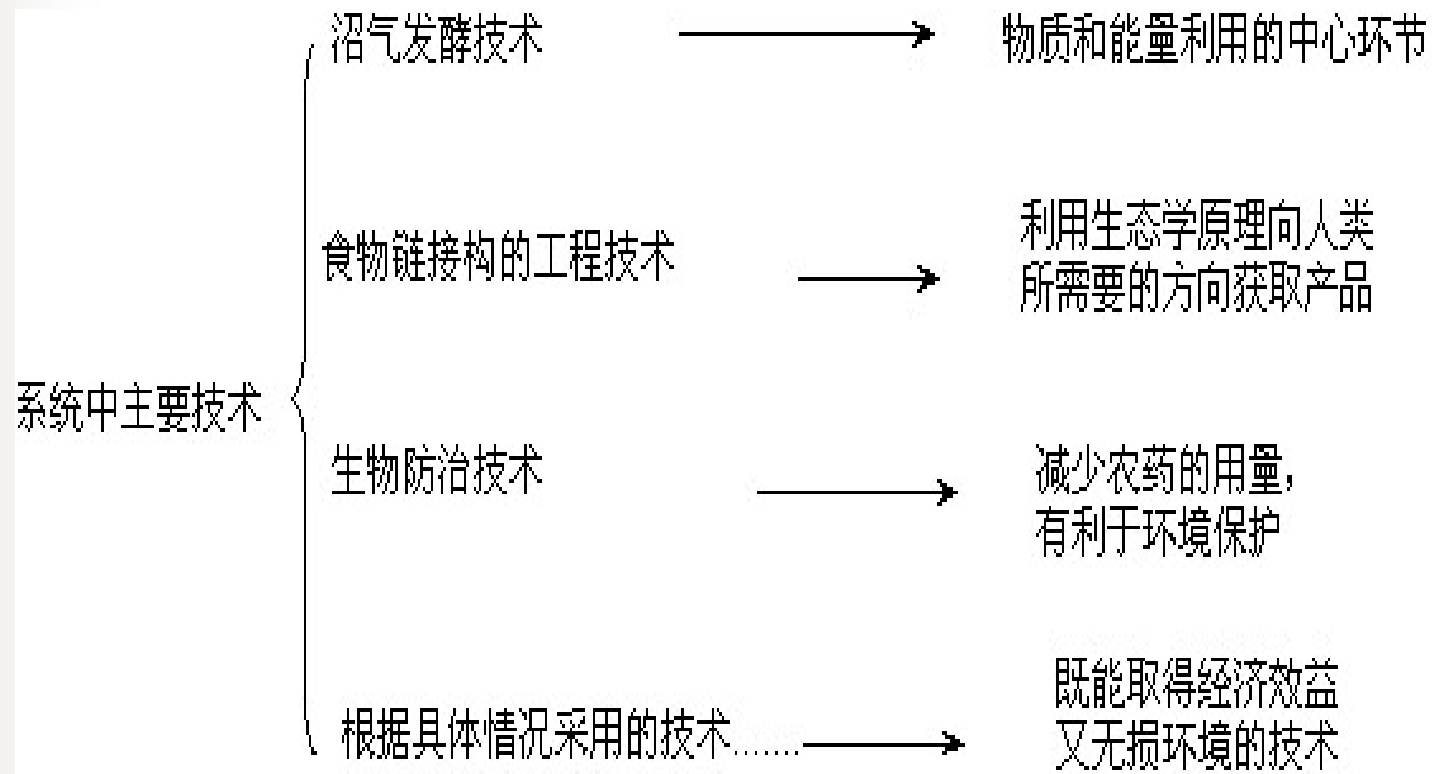 沼气发酵技术
物质和能量利用的中心环节
食物链接构的工程技术
利用生态学原理向人类
所需要的方向获取产品
系统中主要技术
生物防治技术
减少农药的用量,
有利于环境保护
根据具体情况采用的技术.......
既能取得经济效益
又无损环境的技术